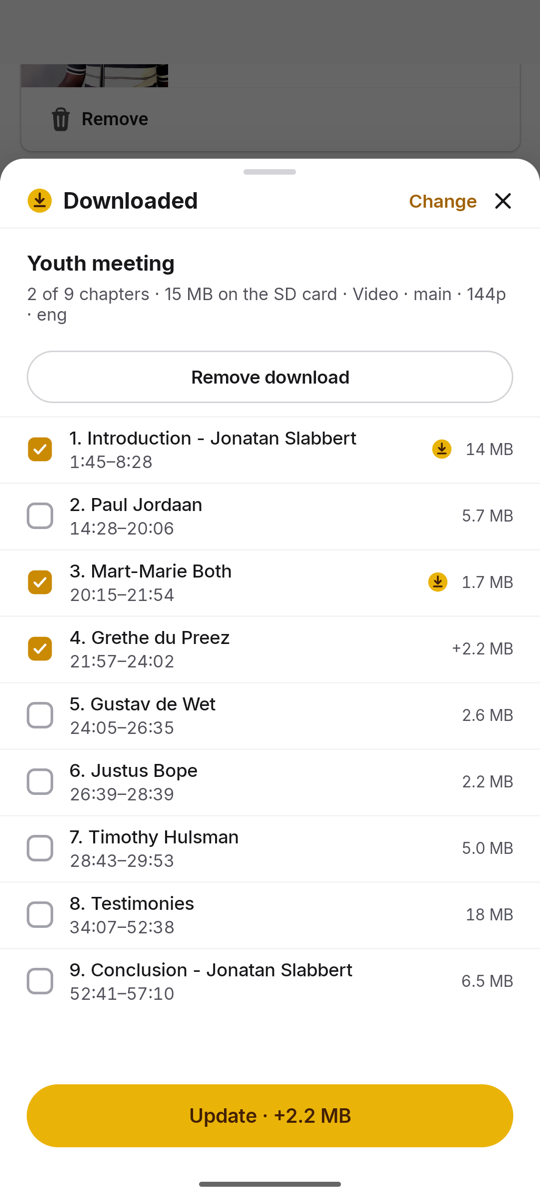 Remove
Downloaded
Change
Youth meeting
2 of 9 chapters · 15 MB on the SD card · Video · main · 144p
· eng
Remove download
1. Introduction - Jonatan Slabbert
1:45–8:28
14 MB
2. Paul Jordaan
14:28–20:06
5.7 MB
3. Mart-Marie Both
20:15–21:54
1.7 MB
4. Grethe du Preez
21:57–24:02
+2.2 MB
5. Gustav de Wet
24:05–26:35
2.6 MB
6. Justus Bope
26:39–28:39
2.2 MB
7. Timothy Hulsman
28:43–29:53
5.0 MB
8. Testimonies
34:07–52:38
18 MB
9. Conclusion - Jonatan Slabbert
52:41–57:10
6.5 MB
Update · +2.2 MB